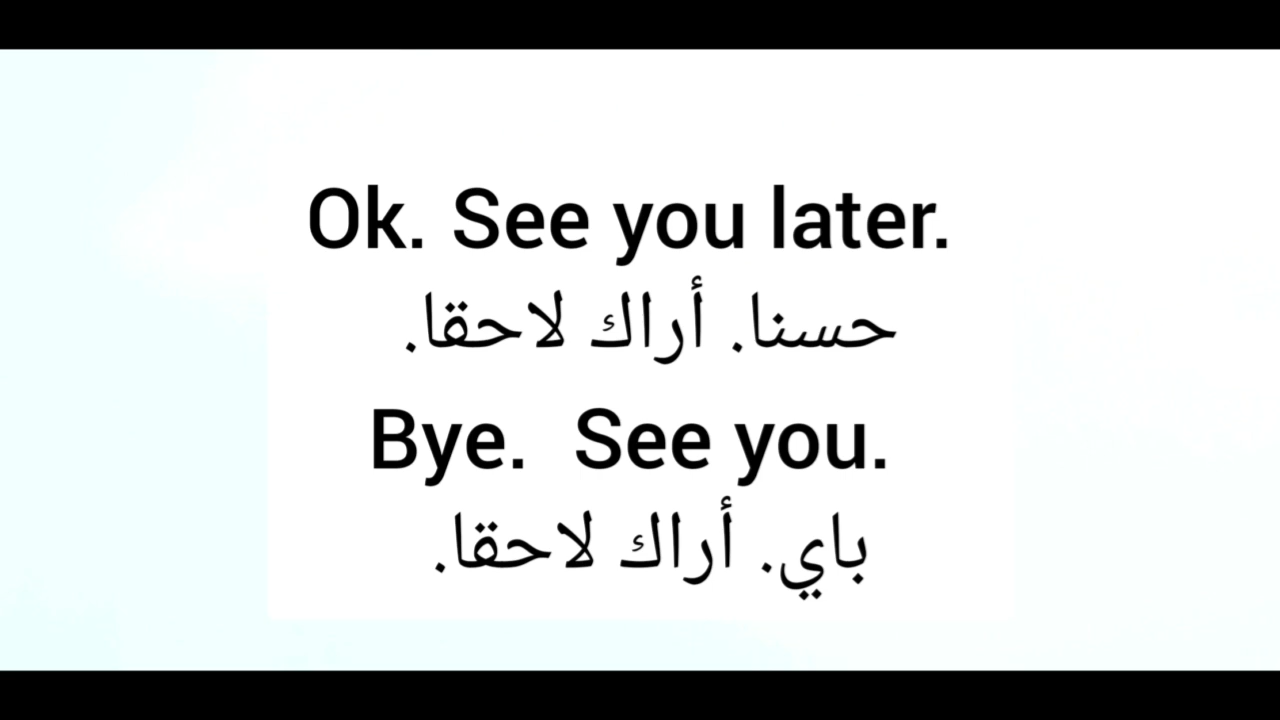 Ok. See you later.
حسنا. أراك لاحقا.
Bye.  See you.
باي. أراك لاحقا.